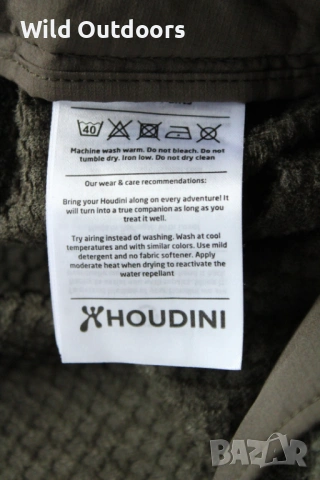 Wild Outdoors
40
Machine wash warm. Do not bleach. Do not
tumble dry. Iron low. Do not dry clean
Our wear & care recommendations:
Bring your Houdini along on every adventure! It
will turn into a true companion as long as you
treat it well.
Try airing instead of washing. Wash at cool
temperatures and with similar colors. Use mild
detergent and no fabric softener. Apply
moderate heat when drying to reactivate the
water repellant
HOUDINI
BAZAR